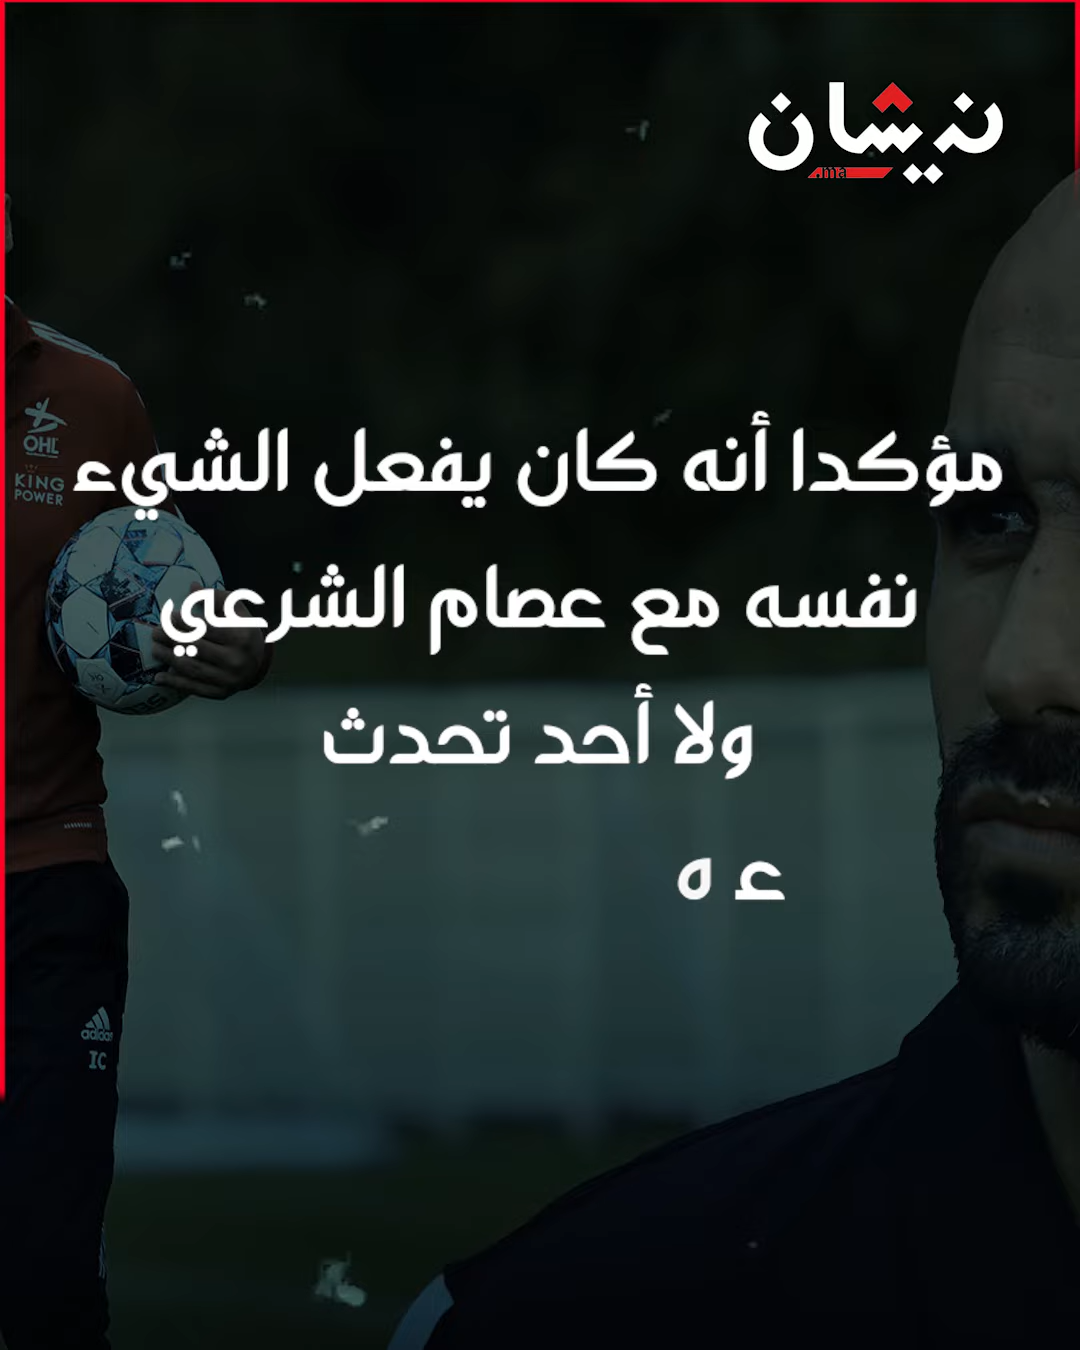 نيشان
.ma
OHL
KING
POWER
مؤكدا أنه كان يفعل الشيء
نفسه مع عصام الشرعي
ولا أحد تحدث
ء ه
adidas
IC